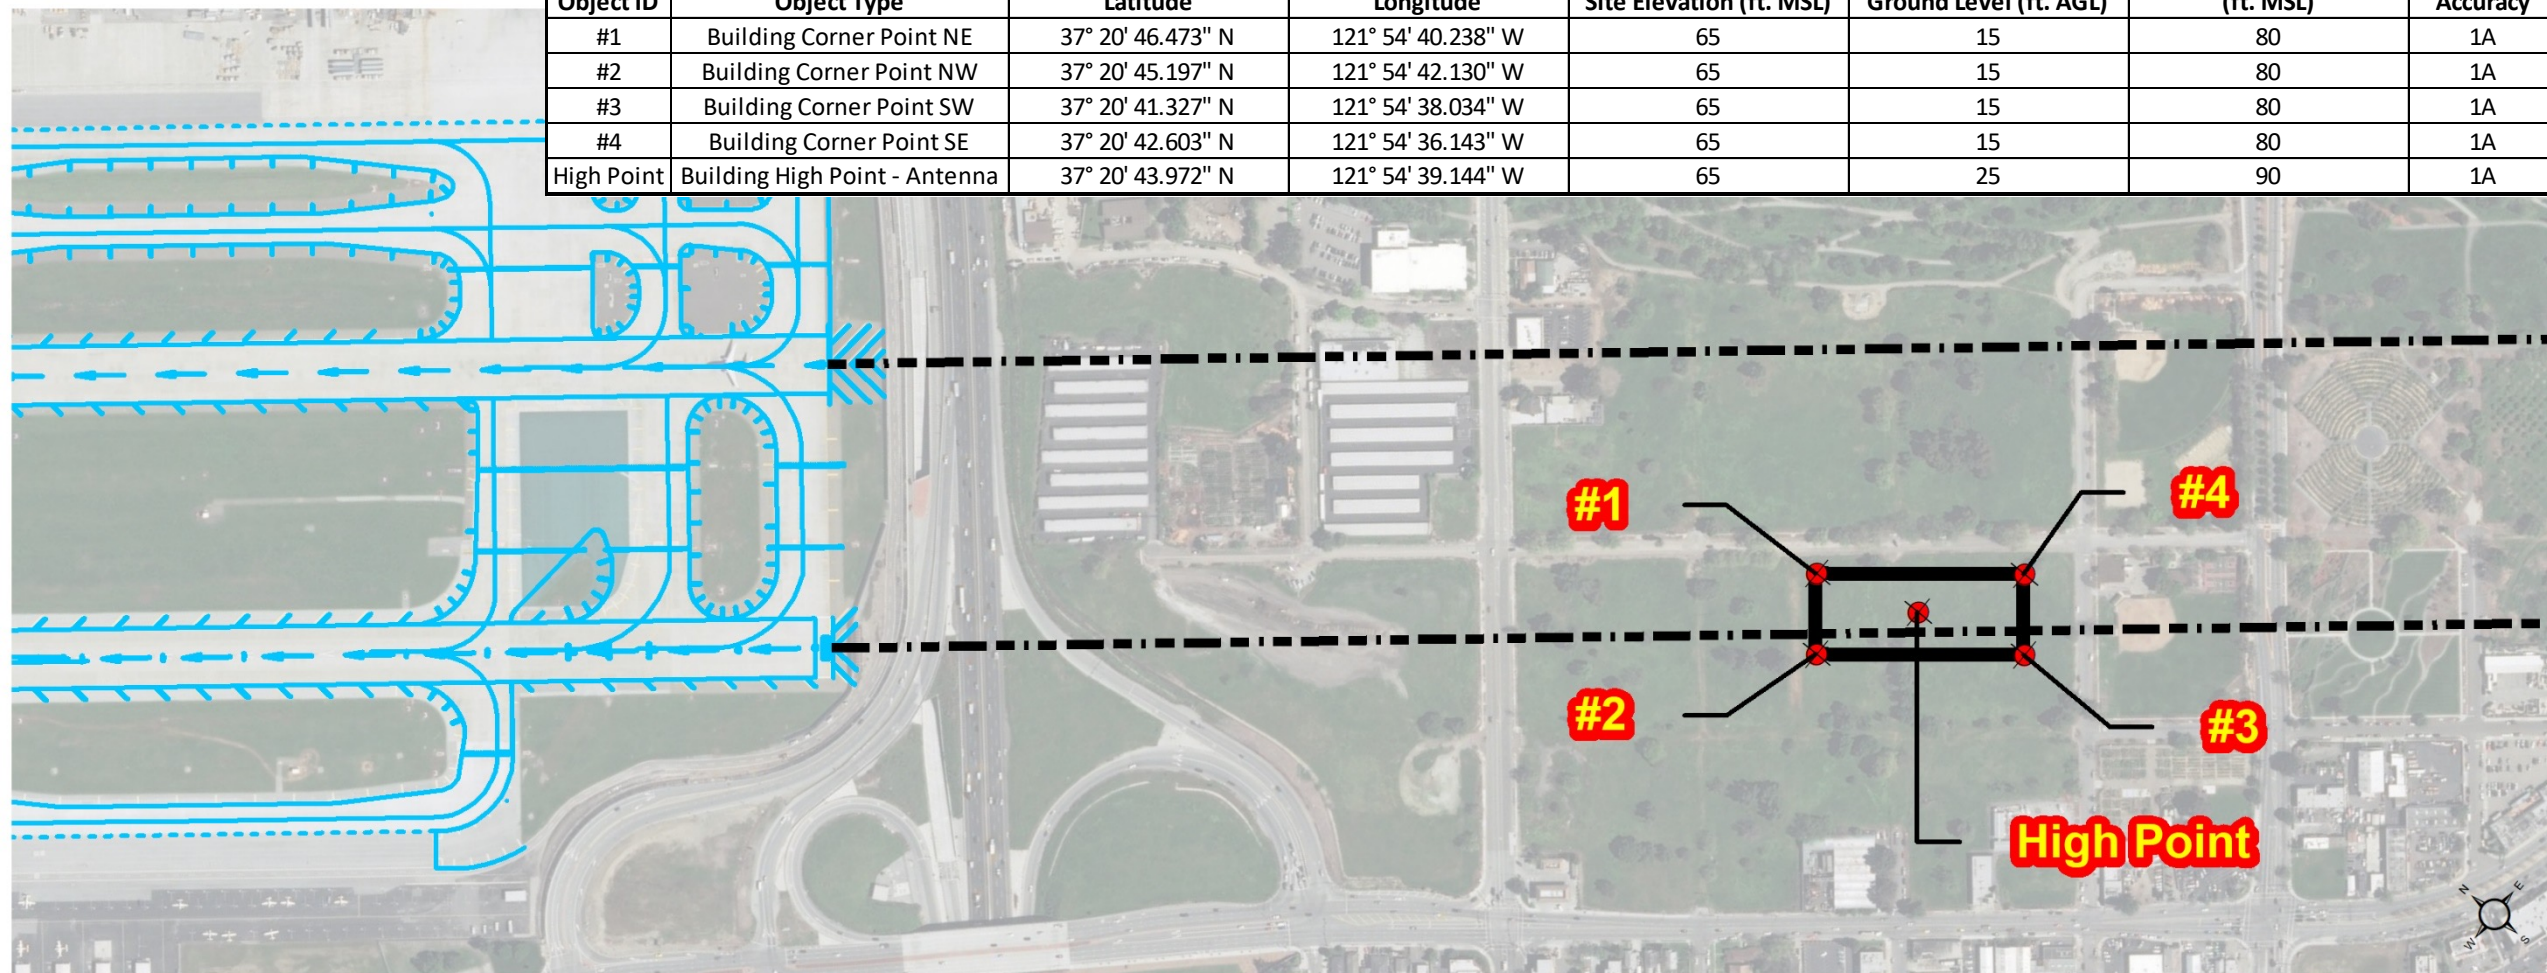 Object ID Object Type Latitude Longitude Site Elevation (ft. MSL) Ground Level (ft. AGL) (ft. MSL) Accuracy
#1 Building Corner Point NE 37° 20' 46.473" N 121° 54' 40.238" W 65 15 80 1A
#2 Building Corner Point NW 37° 20' 45.197" N 121° 54' 42.130" W 65 15 80 1A
#3 Building Corner Point SW 37° 20' 41.327" N 121° 54' 38.034" W 65 15 80 1A
#4 Building Corner Point SE 37° 20' 42.603" N 121° 54' 36.143" W 65 15 80 1A
High Point Building High Point - Antenna 37° 20' 43.972" N 121° 54' 39.144" W 65 25 90 1A
#1
#4
#2
#3
High Point
N
E
W
S